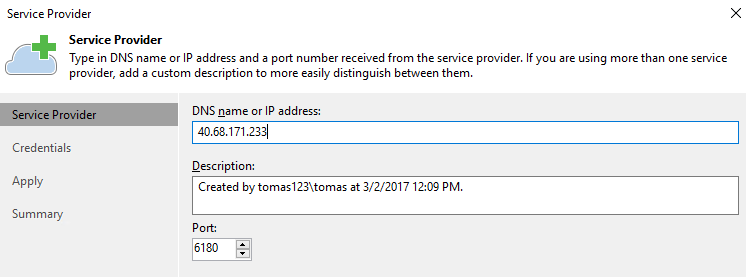 Service Provider
Service Provider
Type in DNS name or IP address and a port number received from the service provider. If you are using more than one service
provider, add a custom description to more easily distinguish between them.
Service Provider
Credentials
Apply
Summary
DNS name or IP address:
40.68.171.233
Description:
Created by tomas123\tomas at 3/2/2017 12:09 PM.
Port:
6180